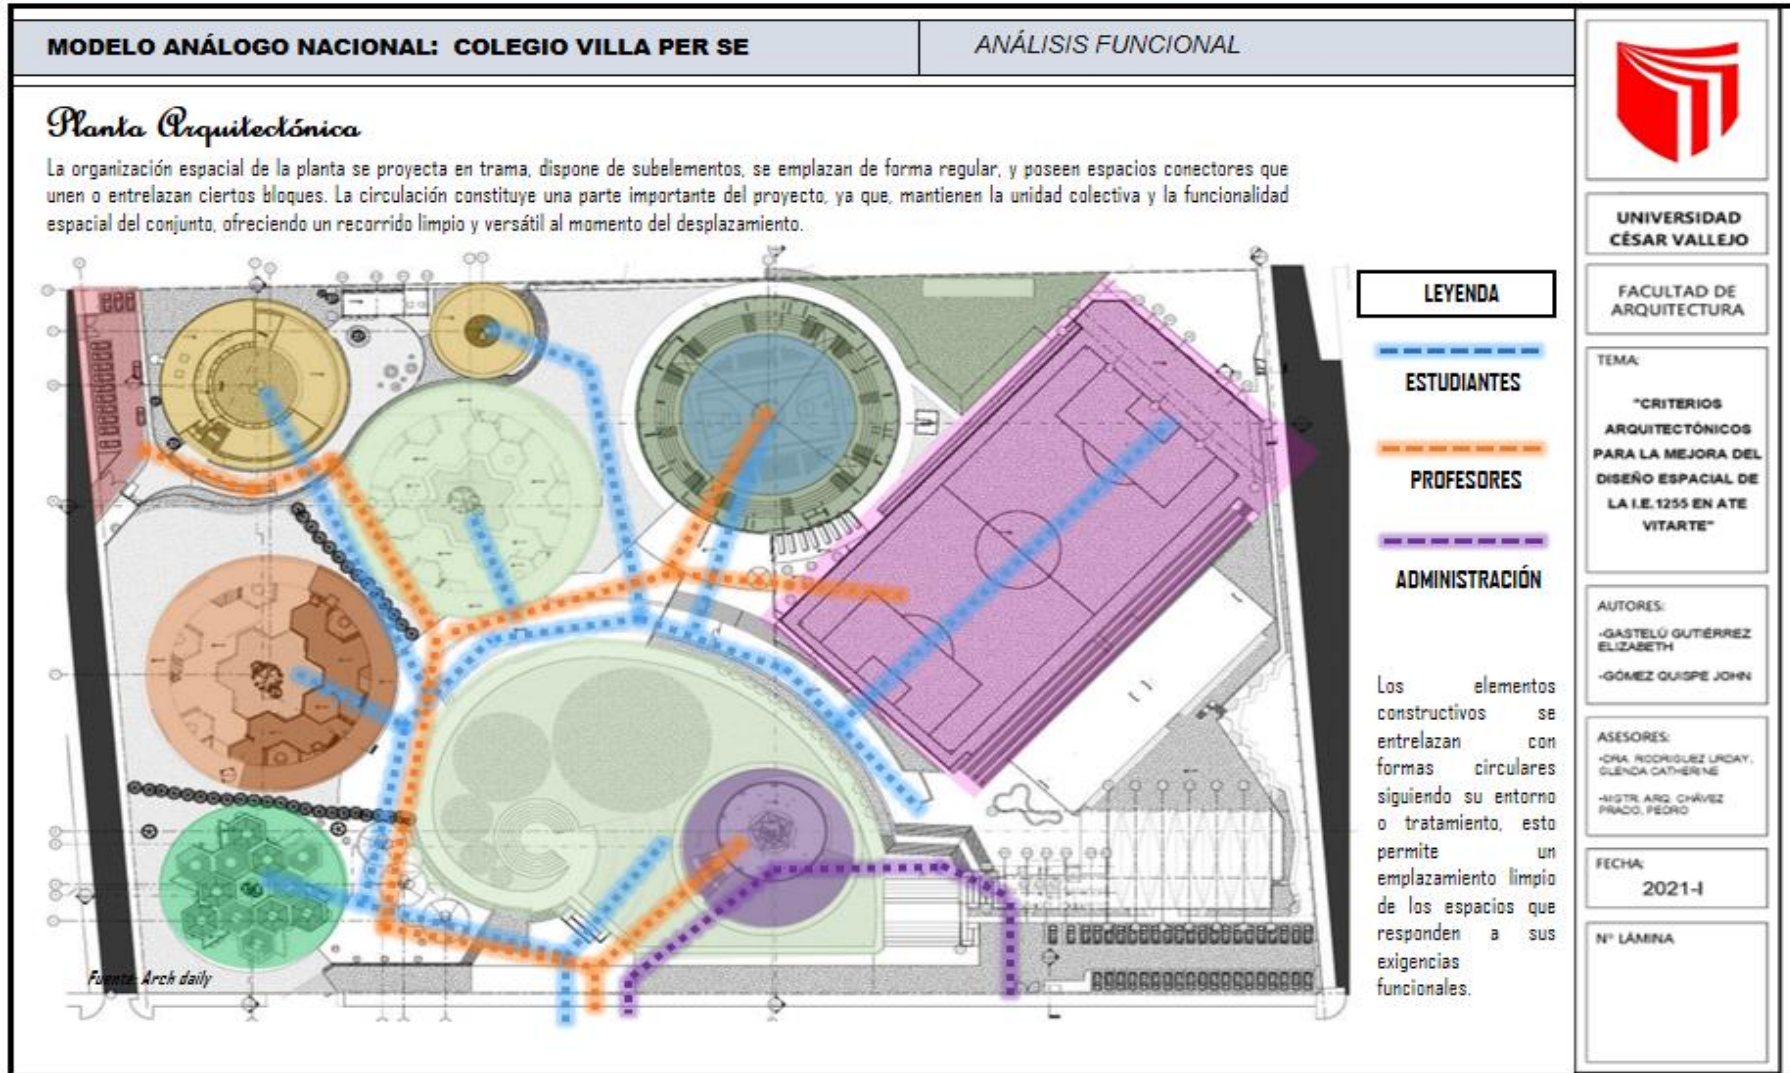 MODELO ANÁLOGO NACIONAL: COLEGIO VILLA PER SE
ANÁLISIS FUNCIONAL
Planta Arquitectónica
La organización espacial de la planta se proyecta en trama, dispone de subelementos, se emplazan de forma regular, y poseen espacios conectores que
unen o entrelazan ciertos bloques. La circulación constituye una parte importante del proyecto, ya que, mantienen la unidad colectiva y la funcionalidad
espacial del conjunto, ofreciendo un recorrido limpio y versátil al momento del desplazamiento.
Fuente: Arch daily
LEYENDA
ESTUDIANTES
PROFESORES
ADMINISTRACIÓN
Los elementos
constructivos se
entrelazan con
formas circulares
siguiendo su entorno
o tratamiento, esto
permite un
emplazamiento limpio
de los espacios que
responden a sus
exigencias
funcionales.
UNIVERSIDAD
CÉSAR VALLEJO
FACULTAD DE
ARQUITECTURA
TEMA:
"CRITERIOS
ARQUITECTÓNICOS
PARA LA MEJORA DEL
DISEÑO ESPACIAL DE
LA I.E.1255 EN ATE
VITARTE"
AUTORES:
-GASTELÚ GUTIÉRREZ
ELIZABETH
-GÓMEZ QUISPE JOHN
ASESORES:
-DRA. RODRIGUEZ URDAY,
GLENDA CATHERINE
-MGTR. ARQ. CHÁVEZ
PRADO, PEDRO
FECHA:
2021-I
Nº LÁMINA